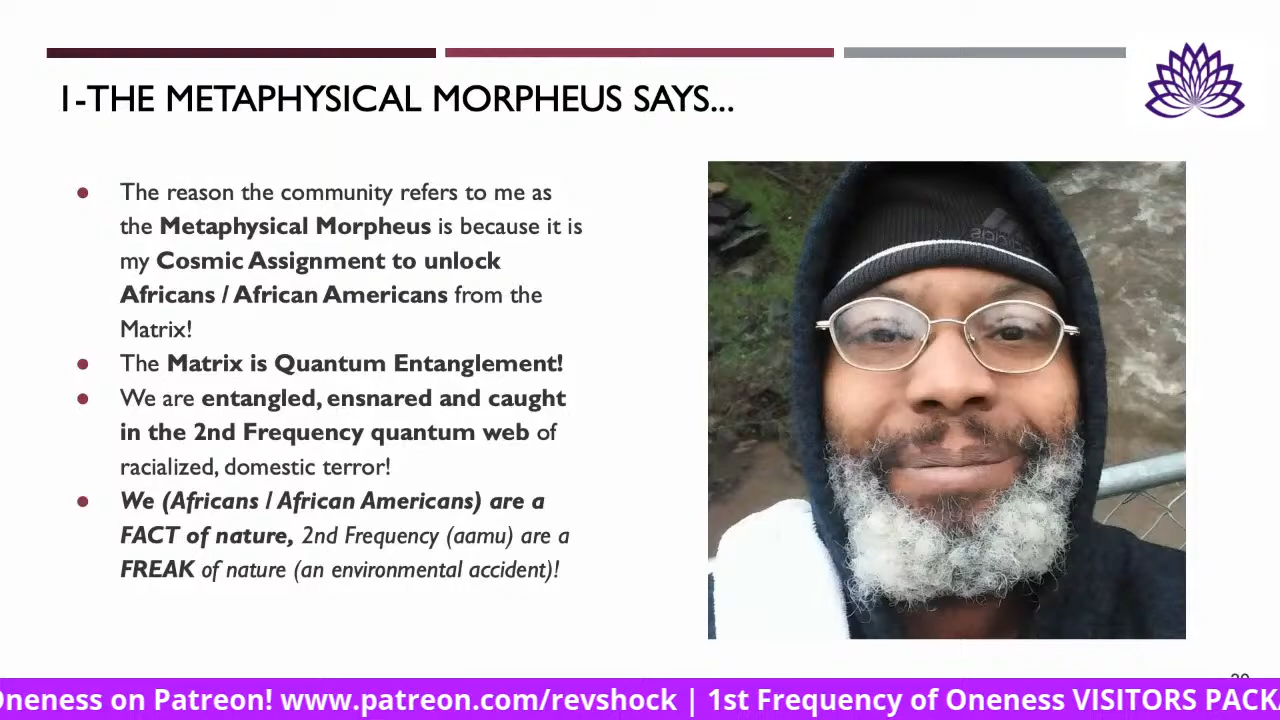 1-THE METAPHYSICAL MORPHEUS SAYS...
● The reason the community refers to me as
the Metaphysical Morpheus is because it is
my Cosmic Assignment to unlock
Africans / African Americans from the
Matrix!
● The Matrix is Quantum Entanglement!
● We are entangled, ensnared and caught
in the 2nd Frequency quantum web of
racialized, domestic terror!
● We (Africans / African Americans) are a
FACT of nature, 2nd Frequency (aamu) are a
FREAK of nature (an environmental accident)!
adidas
Oneness on Patreon! www.patreon.com/revshock | 1st Frequency of Oneness VISITORS PACK